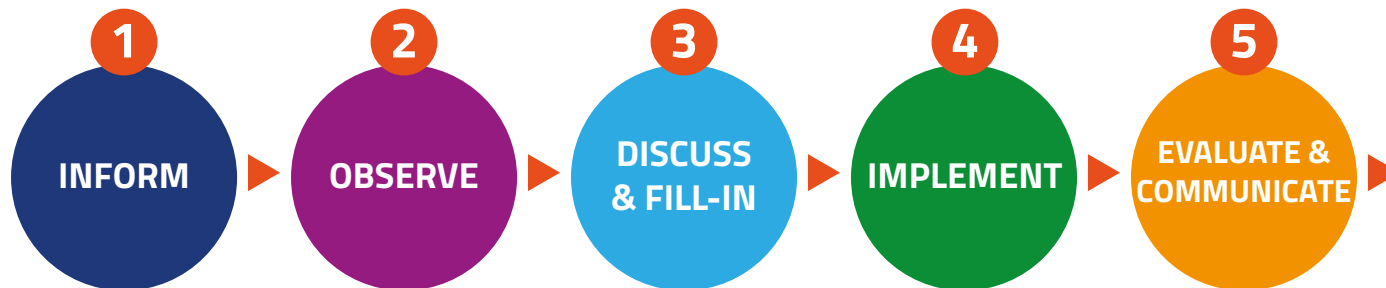 1
INFORM
2
OBSERVE
3
DISCUSS
& FILL-IN
4
IMPLEMENT
5
EVALUATE &
COMMUNICATE